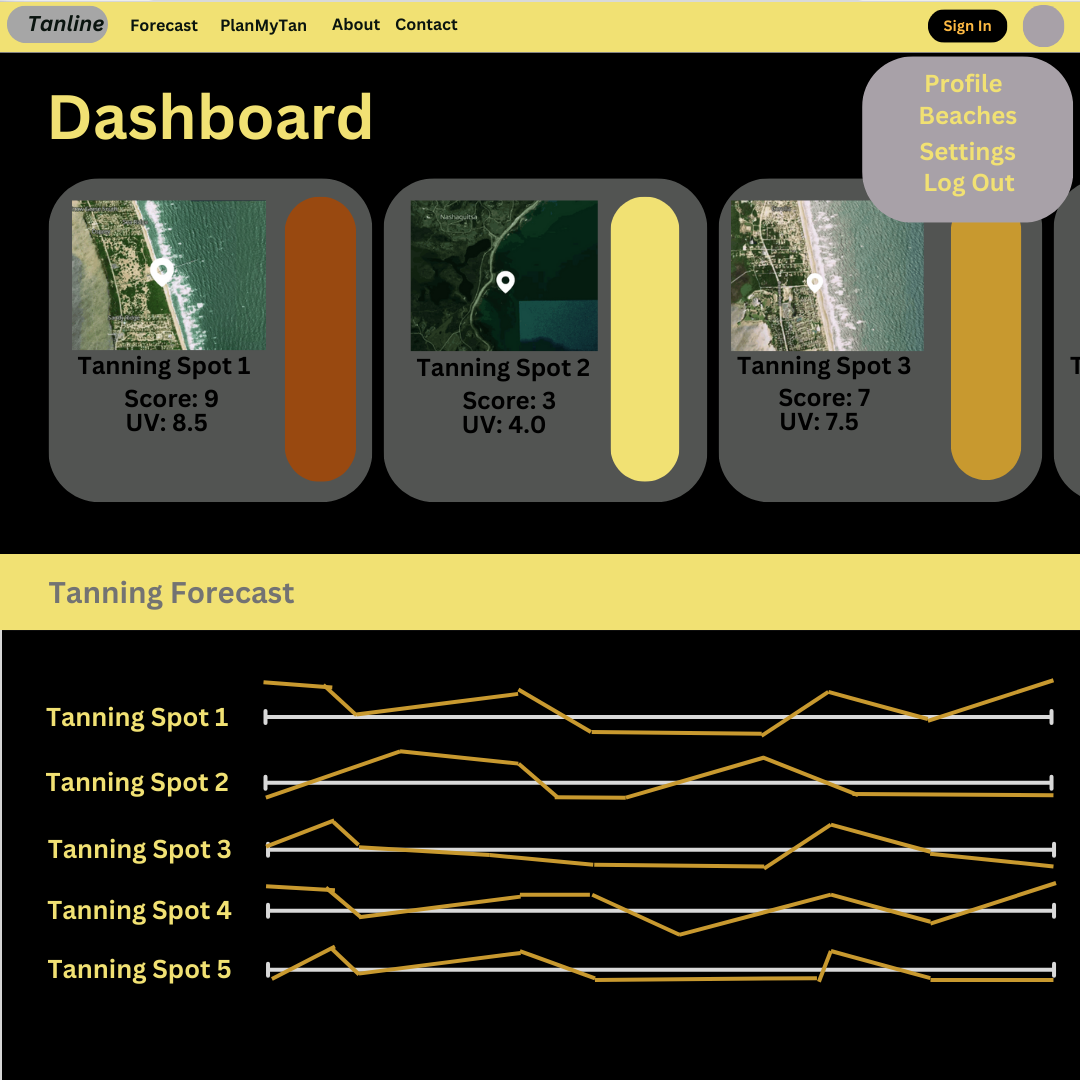 Tanline Forecast PlanMyTan About Contact Sign In
Profile
Beaches
Settings
Log Out
Dashboard
Nashaquitsa
Tanning Spot 1
Score: 9
UV: 8.5
Tanning Spot 2
Score: 3
UV: 4.0
Tanning Spot 3
Score: 7
UV: 7.5
T
Tanning Forecast
Tanning Spot 1
Tanning Spot 2
Tanning Spot 3
Tanning Spot 4
Tanning Spot 5